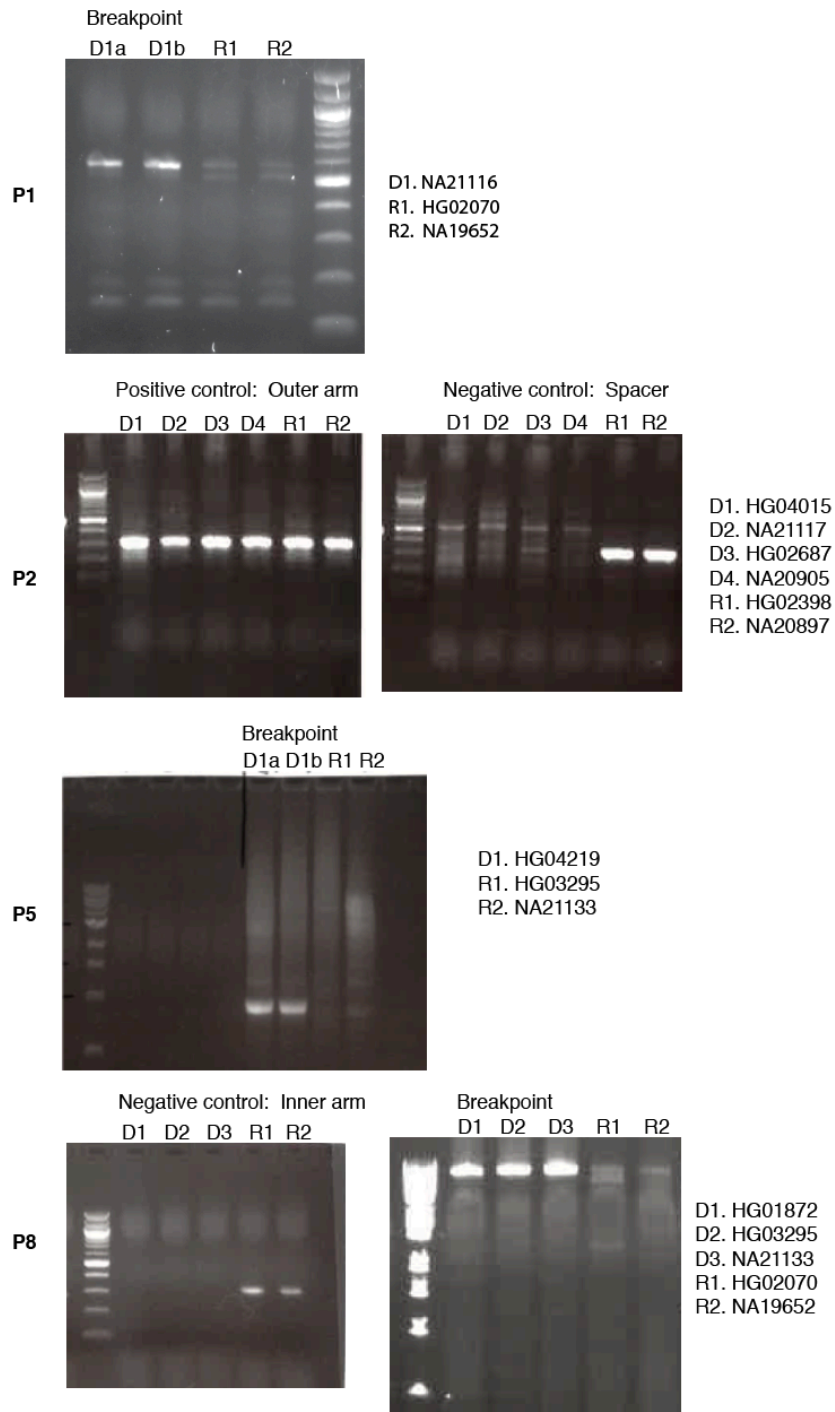 Breakpoint
D1a D1b R1 R2
P1
D1. NA21116
R1. HG02070
R2. NA19652
Positive control: Outer arm
D1 D2 D3 D4 R1 R2
Negative control: Spacer
D1 D2 D3 D4 R1 R2
P2
D1. HG04015
D2. NA21117
D3. HG02687
D4. NA20905
R1. HG02398
R2. NA20897
Breakpoint
D1a D1b R1 R2
P5
D1. HG04219
R1. HG03295
R2. NA21133
Negative control: Inner arm
D1 D2 D3 R1 R2
Breakpoint
D1 D2 D3 R1 R2
P8
D1. HG01872
D2. HG03295
D3. NA21133
R1. HG02070
R2. NA19652